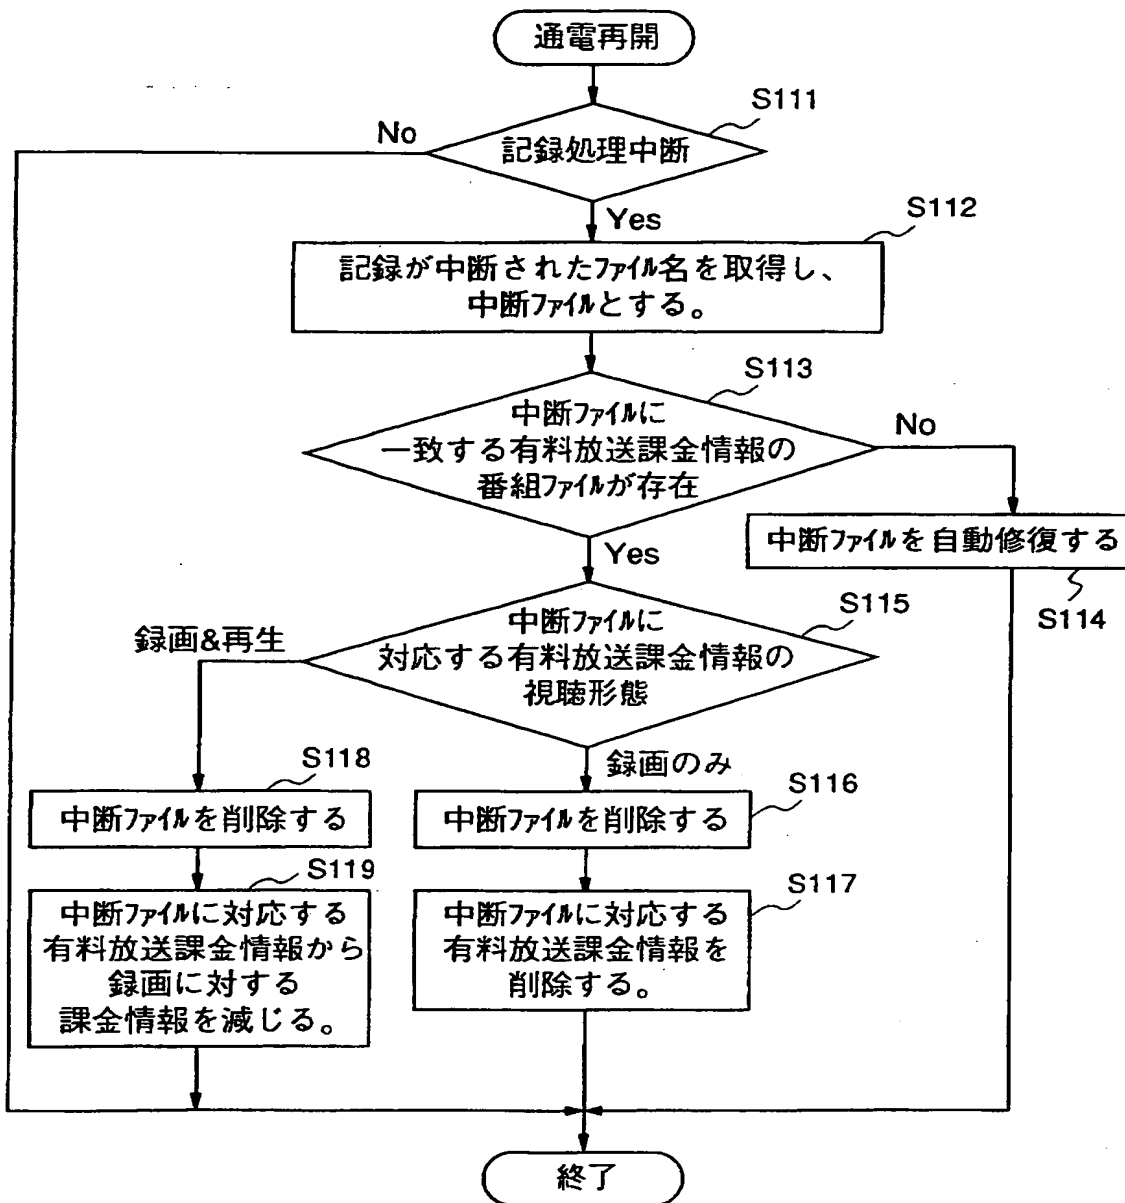 通電再開
S111
No
記録処理中断
Yes
S112
記録が中断されたファイル名を取得し、
中断ファイルとする。
S113
中断ファイルに
一致する有料放送課金情報の
番組ファイルが存在
No
Yes
中断ファイルを自動修復する
S114
S115
中断ファイルに
対応する有料放送課金情報の
視聴形態
録画&再生
録画のみ
S118
中断ファイルを削除する
S116
中断ファイルを削除する
S119
中断ファイルに対応する
有料放送課金情報から
録画に対する
課金情報を減じる。
S117
中断ファイルに対応する
有料放送課金情報を
削除する。
終了